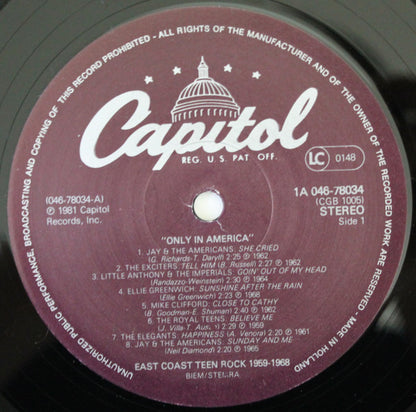 UNAUTHORIZED PUBLIC PERFORMANCE, BROADCASTING AND COPYING OF THIS RECORD PROHIBITED - ALL RIGHTS OF THE MANUFACTURER AND OF THE OWNER OF THE RECORDED WORK ARE RESERVED. MADE IN HOLLAND
Capitol
REG. U. S. PAT. OFF.
LC 0148
(046-78034-A)
℗ 1981 Capitol
Records, Inc.
1A 046-78034
(CGB 1005)
STEREO
Side 1
"ONLY IN AMERICA"
1. JAY & THE AMERICANS: SHE CRIED
(G. Richards-T. Daryll) 2:25 ℗ 1962
2. THE EXCITERS: TELL HIM (B. Russell) 2:27 ℗ 1962
3. LITTLE ANTHONY & THE IMPERIALS: GOIN' OUT OF MY HEAD
(Randazzo-Weinstein) 2:30 ℗ 1964
4. ELLIE GREENWICH: SUNSHINE AFTER THE RAIN
(Ellie Greenwich) 2:23 ℗ 1968
5. MIKE CLIFFORD: CLOSE TO CATHY
(B. Goodman-E. Shuman) 2:40 ℗ 1962
6. THE ROYAL TEENS: BELIEVE ME
(J. Villa-T. ) 2:29 ℗ 1959
7. THE ELEGANTS: HAPPINESS (A. Venora) 2:20 ℗ 1961
8. JAY & THE AMERICANS: SUNDAY AND ME
(Neil Diamond) 2:20 ℗ 1965
EAST COAST TEEN ROCK 1959-1968
BIEM/STEMRA